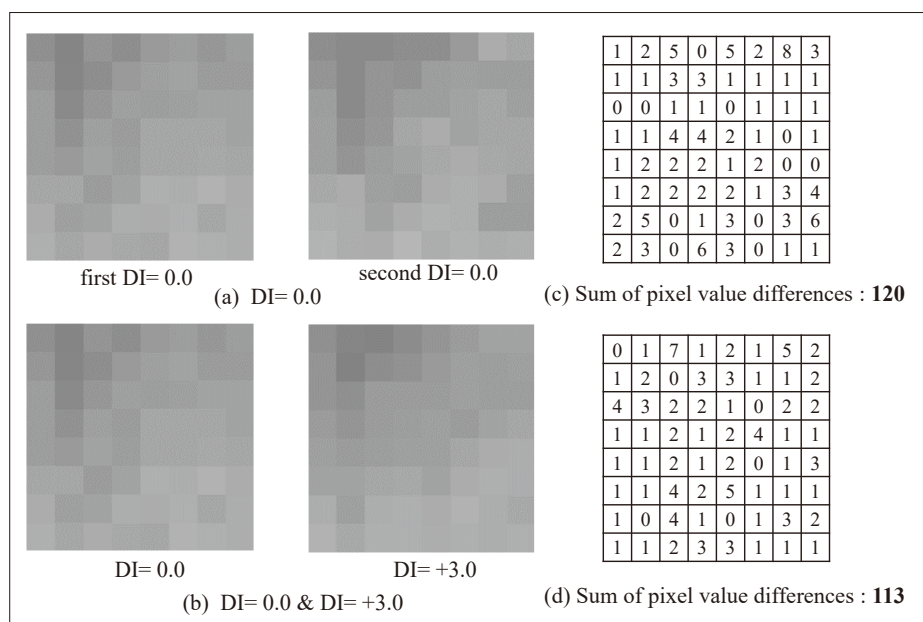 1 2 5 0 5 2 8 3
1 1 3 3 1 1 1 1
0 0 1 1 0 1 1 1
1 1 4 4 2 1 0 1
1 2 2 2 1 2 0 0
1 2 2 2 2 1 3 4
2 5 0 1 3 0 3 6
2 3 0 6 3 0 1 1
first DI= 0.0
second DI= 0.0
(a) DI= 0.0
(c) Sum of pixel value differences : 120
0 1 7 1 2 1 5 2
1 2 0 3 3 1 1 2
4 3 2 2 1 0 2 2
1 1 2 1 2 4 1 1
1 1 2 1 2 0 1 3
1 1 4 2 5 1 1 1
1 0 4 1 0 1 3 2
1 1 2 3 3 1 1 1
DI= 0.0
DI= +3.0
(b) DI= 0.0 & DI= +3.0
(d) Sum of pixel value differences : 113